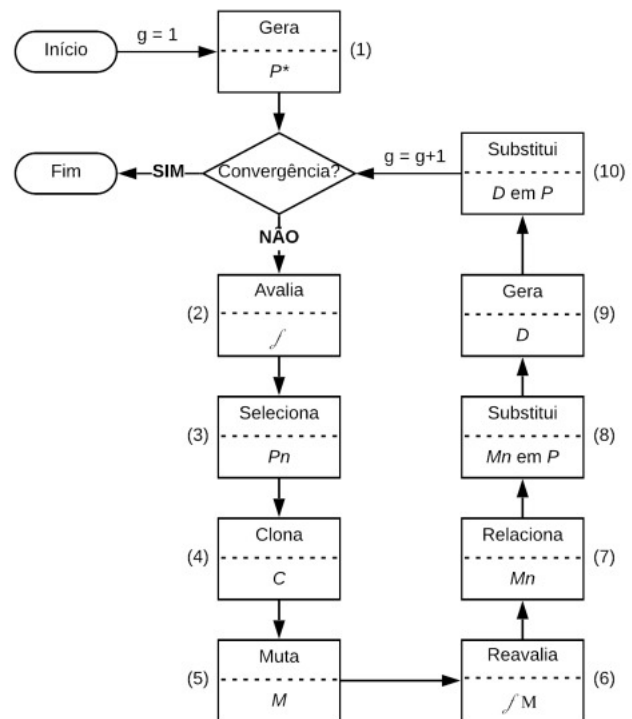 Início
g = 1
Gera
P*
(1)
Fim
SIM
Convergência?
g = g+1
Substitui
D em P
(10)
NÃO
(2)
Avalia
f
Gera
D
(9)
(3)
Seleciona
Pn
Substitui
Mn em P
(8)
(4)
Clona
C
Relaciona
Mn
(7)
(5)
Muta
M
Reavalia
f M
(6)